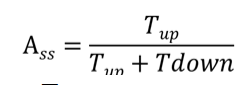 A_ss = T_up / (T_up + Tdown)